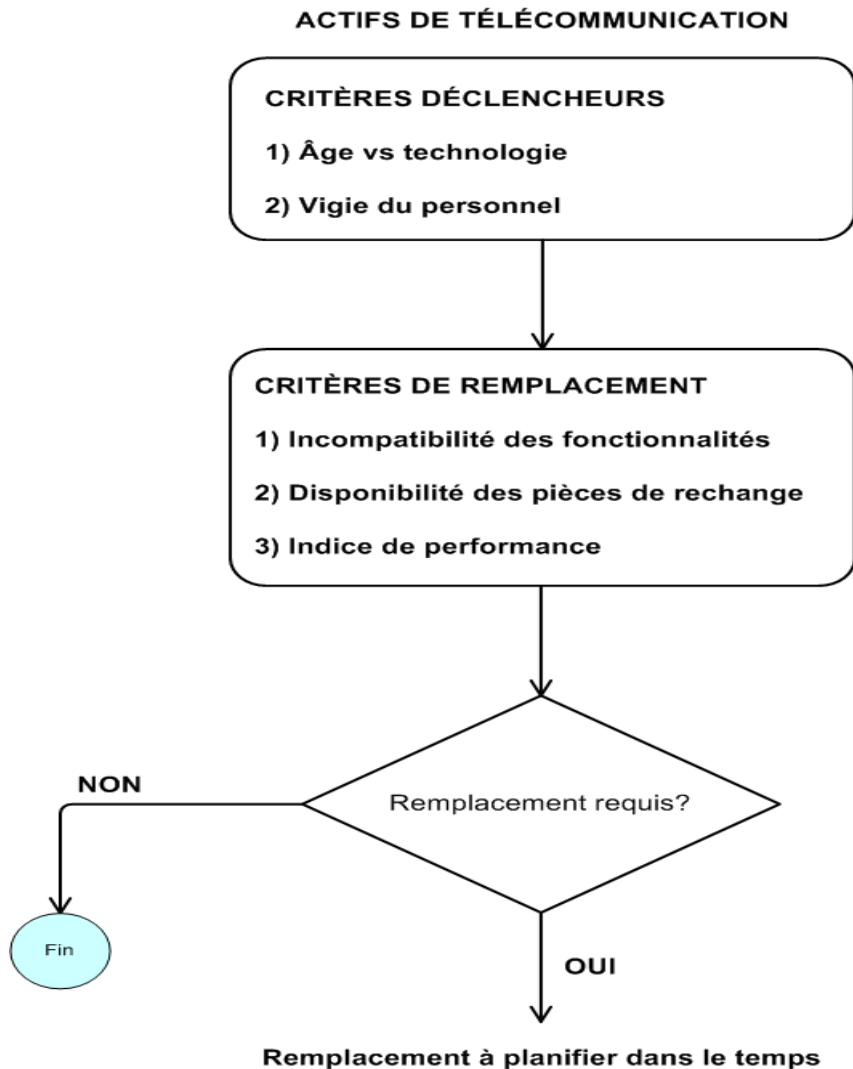 ACTIFS DE TÉLÉCOMMUNICATION
CRITÈRES DÉCLENCHEURS
1) Âge vs technologie
2) Vigie du personnel
CRITÈRES DE REMPLACEMENT
1) Incompatibilité des fonctionnalités
2) Disponibilité des pièces de rechange
3) Indice de performance
Remplacement requis?
NON
Fin
OUI
Remplacement à planifier dans le temps